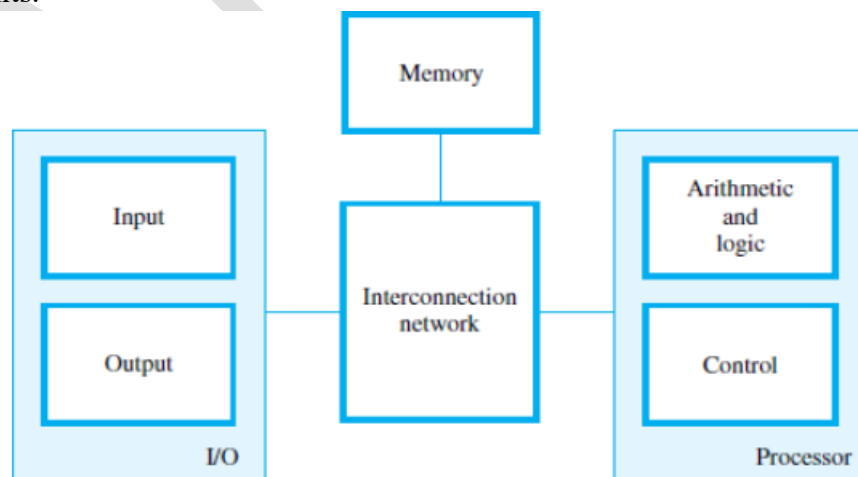 Memory
Input
Arithmetic
and
logic
Interconnection
network
Output
Control
I/O
Processor